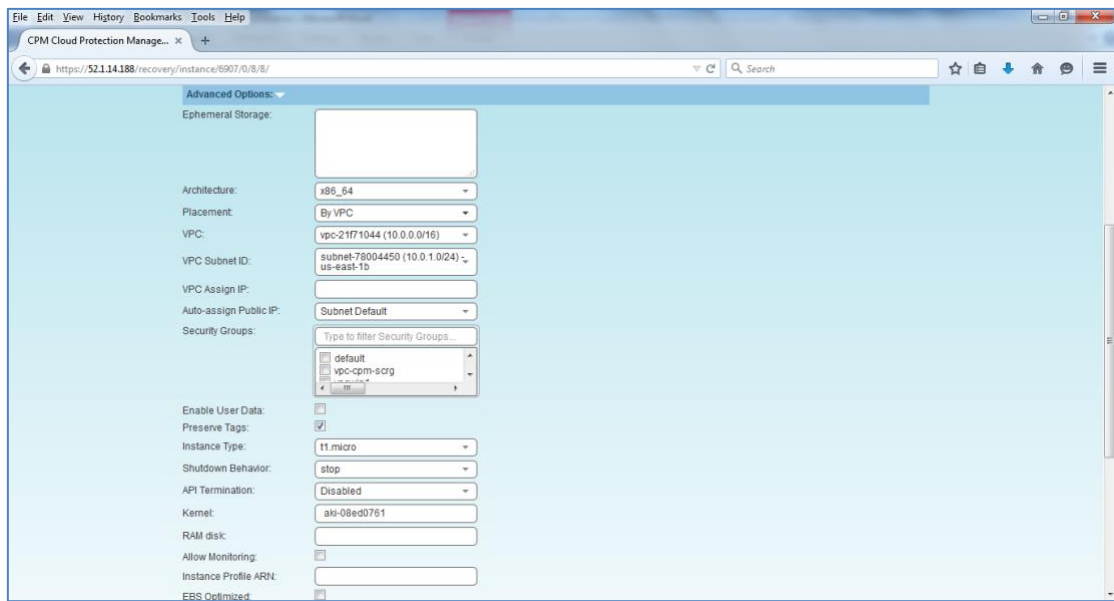 File Edit View History Bookmarks Tools Help
CPM Cloud Protection Manage... × +
https://52.1.14.188/recovery/instance/6907/0/8/8/ Search
Advanced Options:
Ephemeral Storage:
Architecture: x86_64
Placement: By VPC
VPC: vpc-21f71044 (10.0.0.0/16)
VPC Subnet ID: subnet-78004450 (10.0.1.0/24) -
us-east-1b
VPC Assign IP:
Auto-assign Public IP: Subnet Default
Security Groups: Type to filter Security Groups...
default
vpc-cpm-scrg
Enable User Data:
Preserve Tags:
Instance Type: t1.micro
Shutdown Behavior: stop
API Termination: Disabled
Kernel: aki-08ed0761
RAM disk:
Allow Monitoring:
Instance Profile ARN:
EBS Optimized: